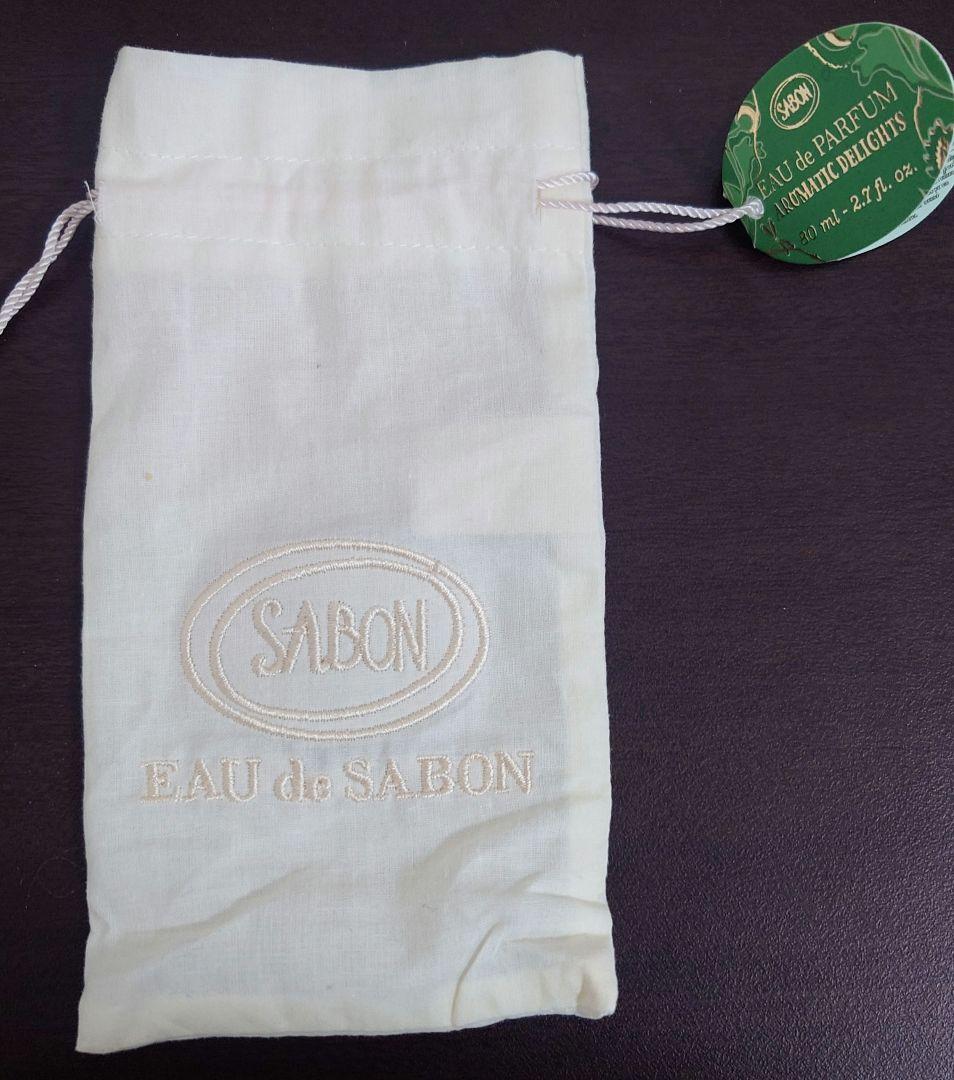 SABON
EAU de PARFUM
AROMATIC DELIGHTS
80 ml - 2.7 fl. oz.
SABON
EAU de SABON